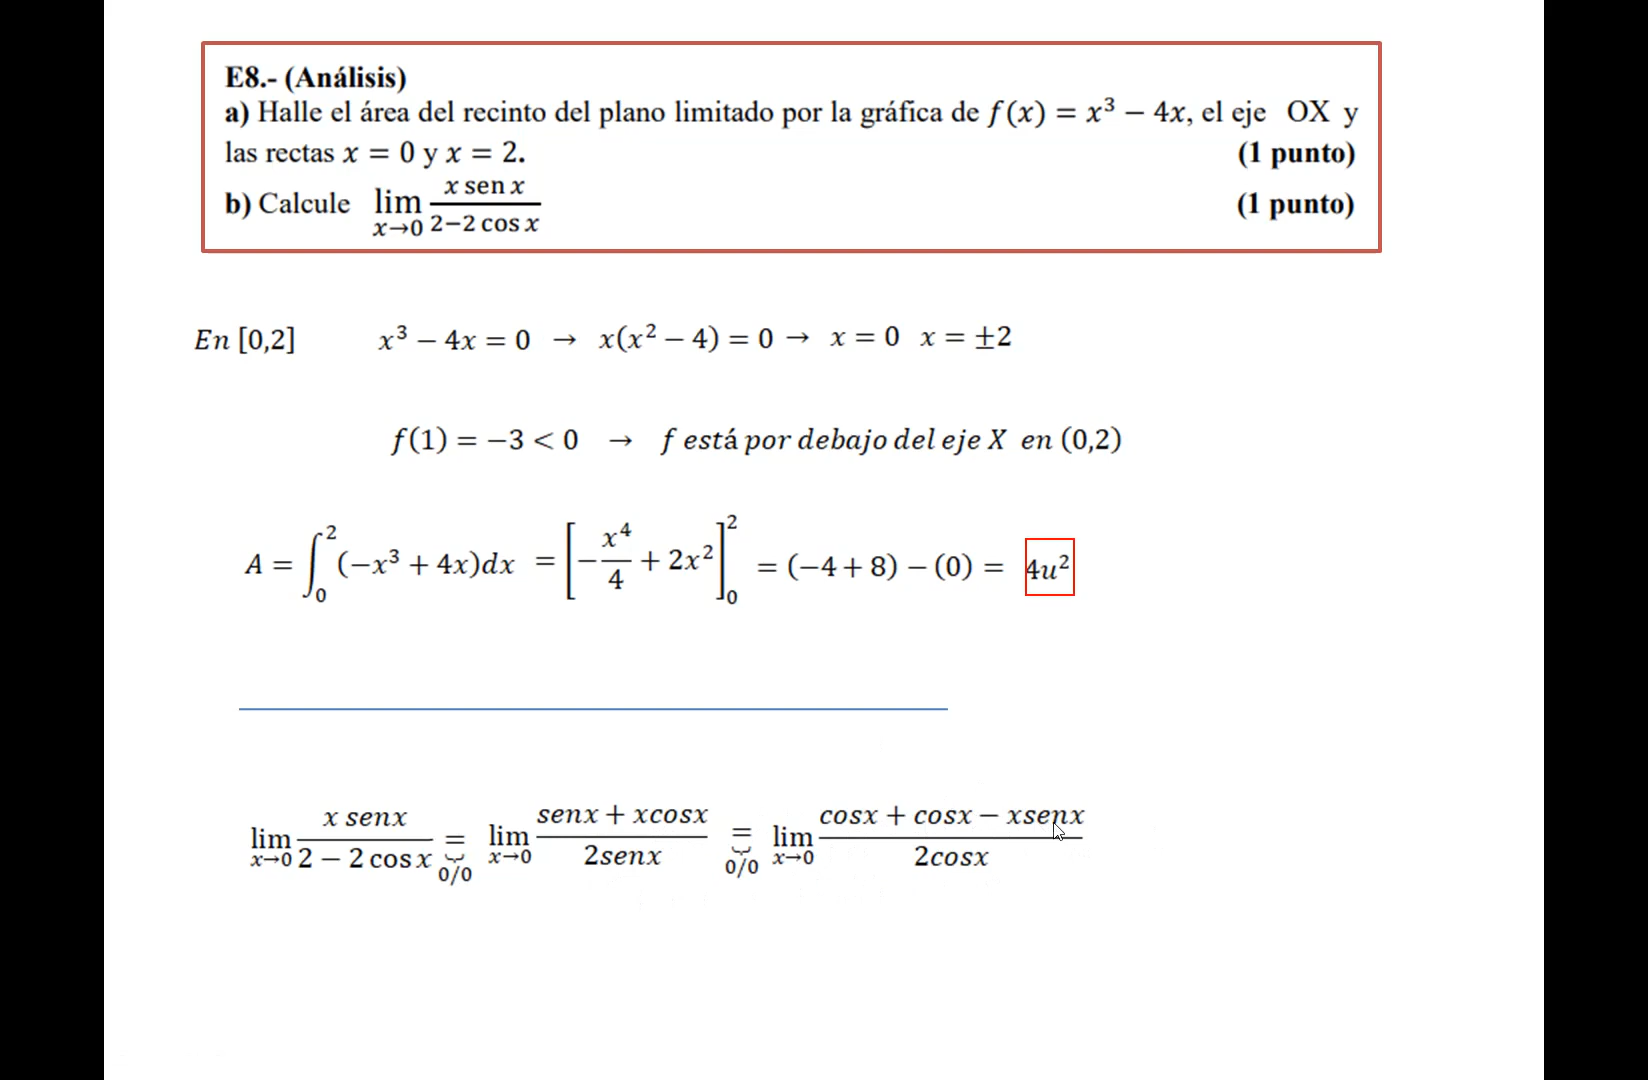 E8.- (Análisis)
a) Halle el área del recinto del plano limitado por la gráfica de f(x) = x³ − 4x, el eje OX y
las rectas x = 0 y x = 2. (1 punto)
b) Calcule lim x→0 x sen x / 2−2 cos x (1 punto)
En [0,2] x³ − 4x = 0 → x(x² − 4) = 0 → x = 0 x = ±2
f(1) = −3 < 0 → f está por debajo del eje X en (0,2)
A = ∫₀² (−x³ + 4x)dx = [−x⁴/4 + 2x²]₀² = (−4 + 8) − (0) = 4u²
lim x→0 x senx / 2 − 2 cos x = 0/0 lim x→0 senx + xcosx / 2senx = 0/0 lim x→0 cosx + cosx − xsenx / 2cosx